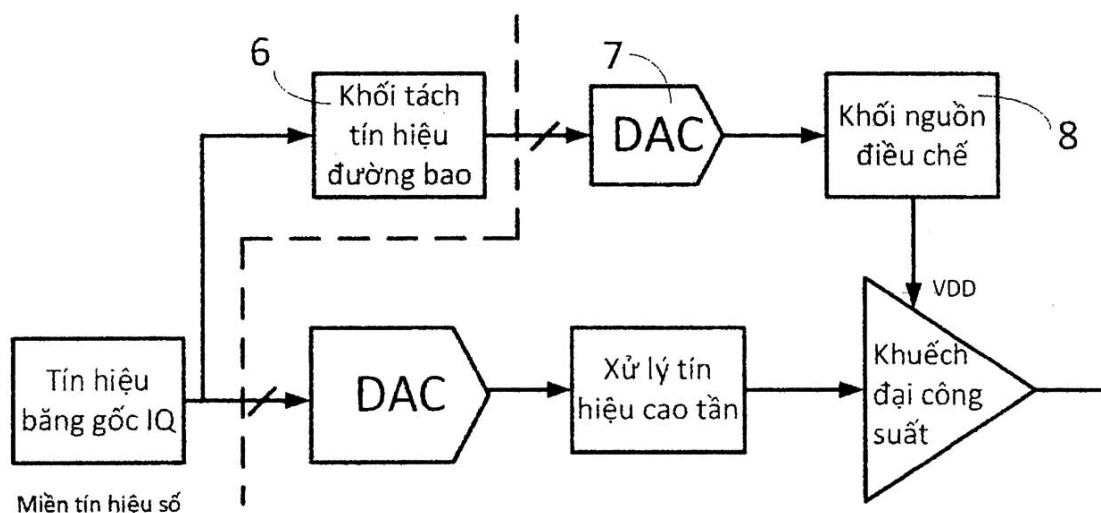 6
Khối tách
tín hiệu
đường bao
7
DAC
Khối nguồn
điều chế
8
VDD
Tín hiệu
băng gốc IQ
DAC
Xử lý tín
hiệu cao tần
Khuếch
đại công
suất
Miền tín hiệu số